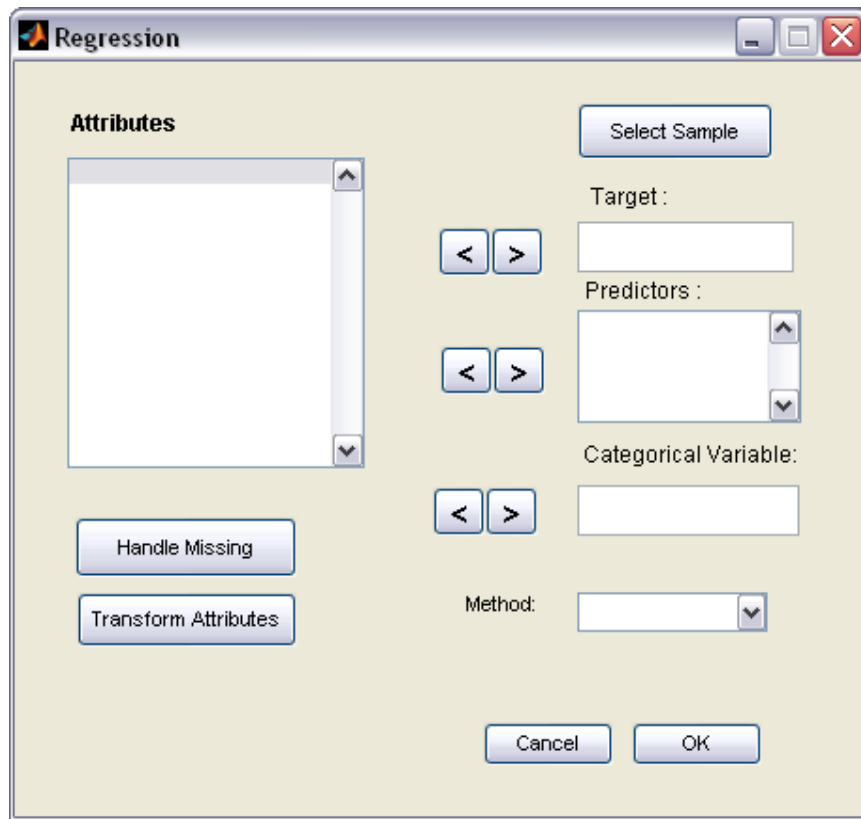 Regression
Attributes
Select Sample
Target :
< >
Predictors :
< >
Categorical Variable:
< >
Handle Missing
Method:
Transform Attributes
Cancel
OK